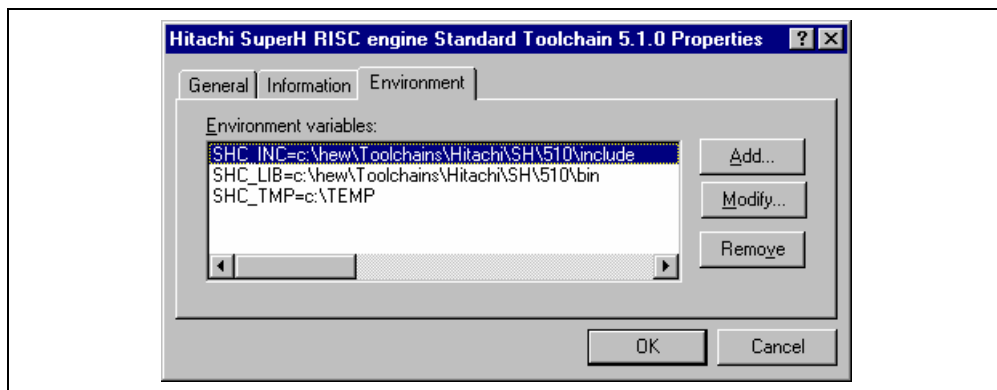 Hitachi SuperH RISC engine Standard Toolchain 5.1.0 Properties
General Information Environment
Environment variables:
SHC_INC=c:\hew\Toolchains\Hitachi\SH\510\include
SHC_LIB=c:\hew\Toolchains\Hitachi\SH\510\bin
SHC_TMP=c:\TEMP
Add...
Modify...
Remove
OK Cancel